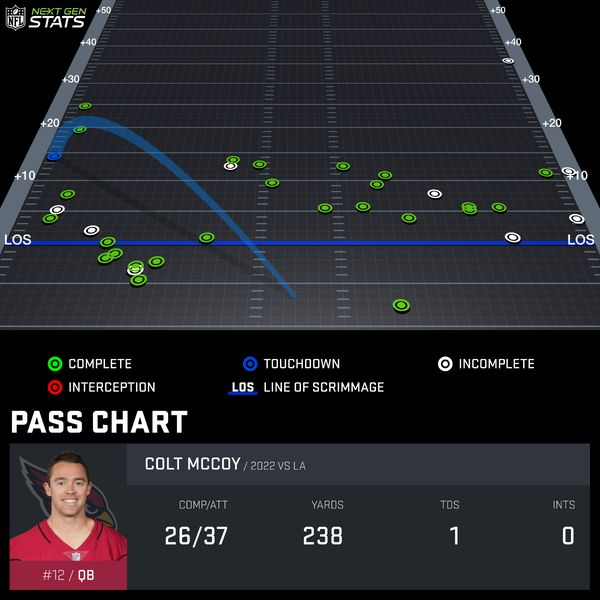 NFL NEXT GEN STATS
+50 +50
+40 +40
+30 +30
+20 +20
+10 +10
LOS LOS
COMPLETE TOUCHDOWN INCOMPLETE
INTERCEPTION LOS LINE OF SCRIMMAGE
PASS CHART
COLT MCCOY / 2022 VS LA
COMP/ATT YARDS TDS INTS
26/37 238 1 0
#12 / QB